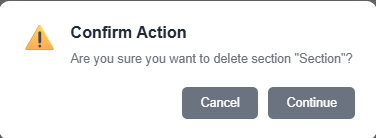 Confirm Action
Are you sure you want to delete section "Section"?
Cancel
Continue